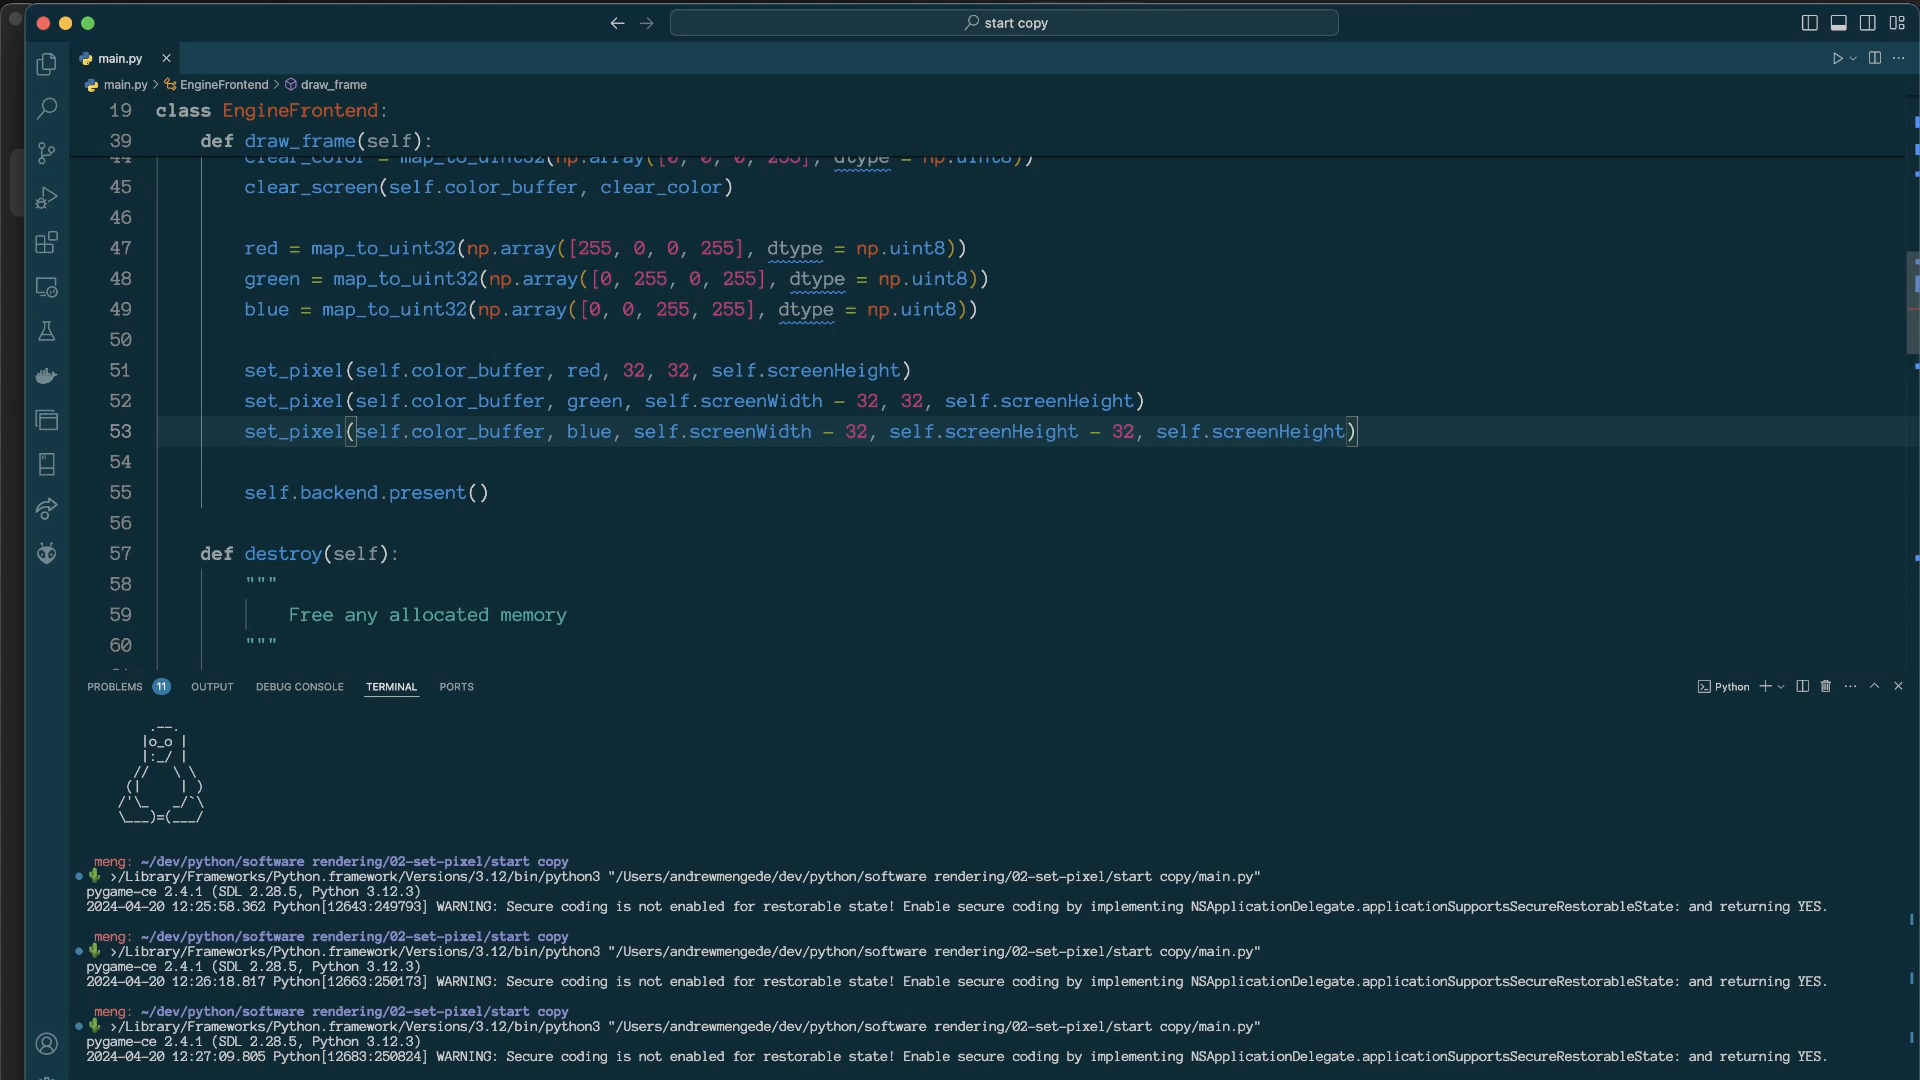 start copy
main.py
main.py > EngineFrontend > draw_frame
19 class EngineFrontend:
39 def draw_frame(self):
44 clear_color = map_to_uint32(np.array([0, 0, 0, 255], dtype = np.uint8))
45 clear_screen(self.color_buffer, clear_color)
46
47 red = map_to_uint32(np.array([255, 0, 0, 255], dtype = np.uint8))
48 green = map_to_uint32(np.array([0, 255, 0, 255], dtype = np.uint8))
49 blue = map_to_uint32(np.array([0, 0, 255, 255], dtype = np.uint8))
50
51 set_pixel(self.color_buffer, red, 32, 32, self.screenHeight)
52 set_pixel(self.color_buffer, green, self.screenWidth - 32, 32, self.screenHeight)
53 set_pixel(self.color_buffer, blue, self.screenWidth - 32, self.screenHeight - 32, self.screenHeight)
54
55 self.backend.present()
56
57 def destroy(self):
58 """
59 Free any allocated memory
60 """
PROBLEMS 11 OUTPUT DEBUG CONSOLE TERMINAL PORTS Python
.--.
|o_o |
|:_/ |
//   \ \
(|     | )
/'\_   _/`\
\___)=(___/
meng: ~/dev/python/software rendering/02-set-pixel/start copy
>/Library/Frameworks/Python.framework/Versions/3.12/bin/python3 "/Users/andrewmengede/dev/python/software rendering/02-set-pixel/start copy/main.py"
pygame-ce 2.4.1 (SDL 2.28.5, Python 3.12.3)
2024-04-20 12:25:58.362 Python[12643:249793] WARNING: Secure coding is not enabled for restorable state! Enable secure coding by implementing NSApplicationDelegate.applicationSupportsSecureRestorableState: and returning YES.
meng: ~/dev/python/software rendering/02-set-pixel/start copy
>/Library/Frameworks/Python.framework/Versions/3.12/bin/python3 "/Users/andrewmengede/dev/python/software rendering/02-set-pixel/start copy/main.py"
pygame-ce 2.4.1 (SDL 2.28.5, Python 3.12.3)
2024-04-20 12:26:18.817 Python[12663:250173] WARNING: Secure coding is not enabled for restorable state! Enable secure coding by implementing NSApplicationDelegate.applicationSupportsSecureRestorableState: and returning YES.
meng: ~/dev/python/software rendering/02-set-pixel/start copy
>/Library/Frameworks/Python.framework/Versions/3.12/bin/python3 "/Users/andrewmengede/dev/python/software rendering/02-set-pixel/start copy/main.py"
pygame-ce 2.4.1 (SDL 2.28.5, Python 3.12.3)
2024-04-20 12:27:09.805 Python[12683:250824] WARNING: Secure coding is not enabled for restorable state! Enable secure coding by implementing NSApplicationDelegate.applicationSupportsSecureRestorableState: and returning YES.